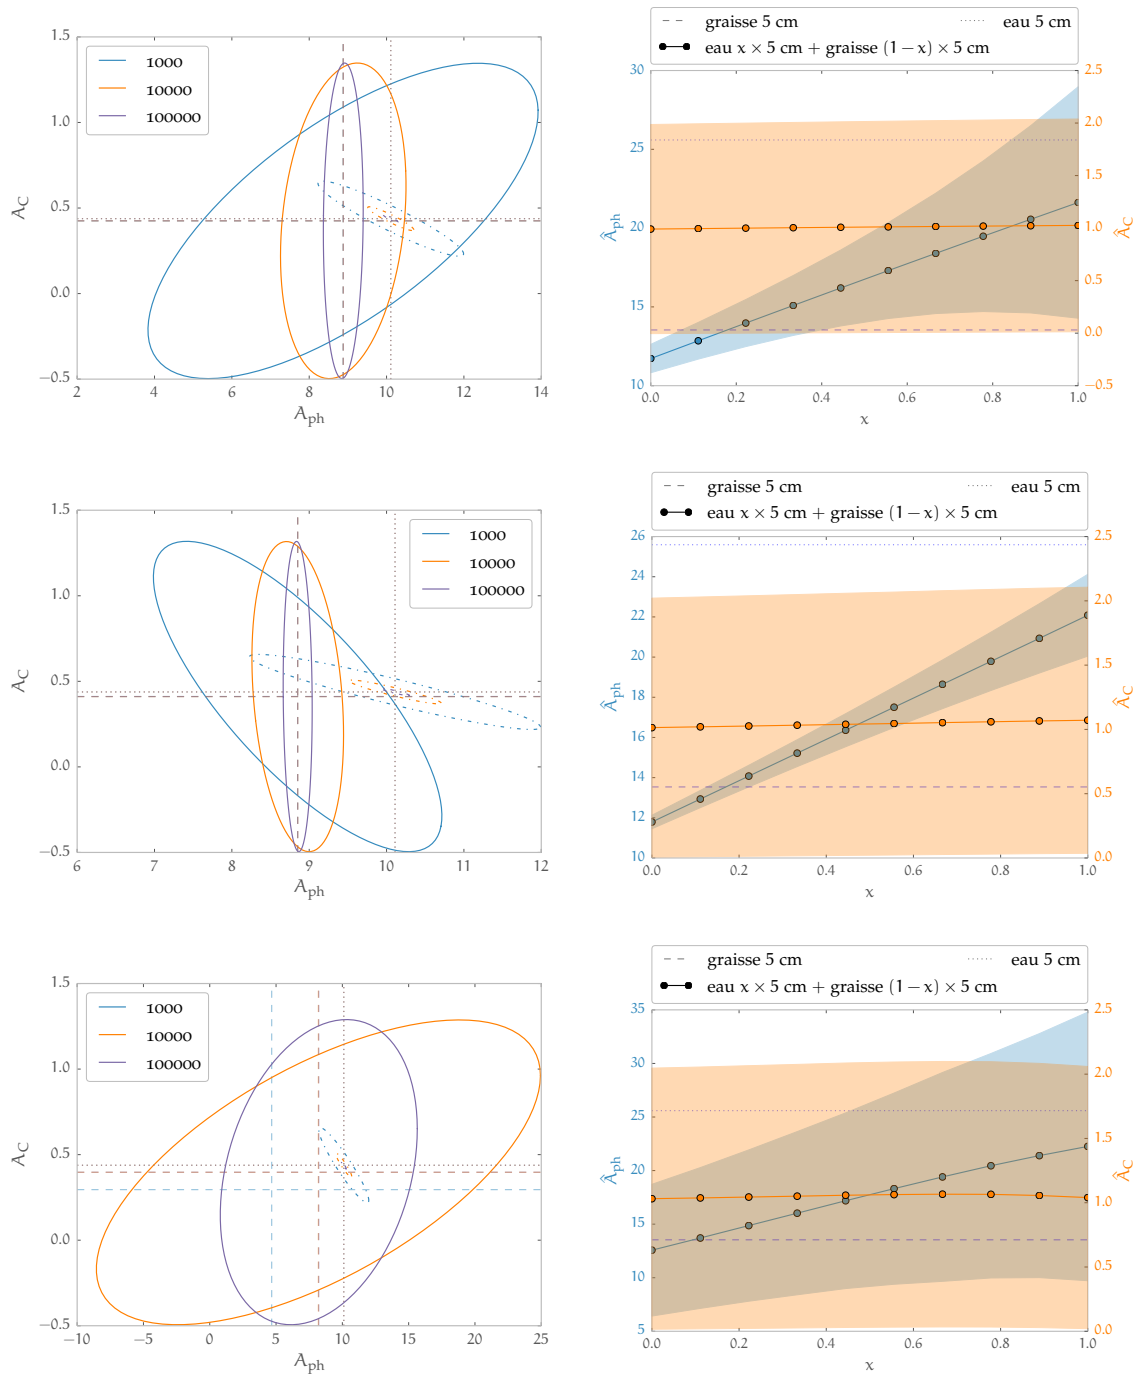 1.5
1000
10000
100000
1.0
A_C
0.5
0.0
−0.5
2 4 6 8 10 12 14
A_ph
graisse 5 cm eau 5 cm
eau x × 5 cm + graisse (1 − x) × 5 cm
30 2.5
25 2.0
1.5
Â_ph 20 1.0 Â_C
0.5
15 0.0
10 −0.5
0.0 0.2 0.4 0.6 0.8 1.0
x
1.5
1000
10000
100000
1.0
A_C
0.5
0.0
−0.5
6 7 8 9 10 11 12
A_ph
graisse 5 cm eau 5 cm
eau x × 5 cm + graisse (1 − x) × 5 cm
26 2.5
24
22 2.0
20 1.5
Â_ph 18 Â_C
16 1.0
14 0.5
12
10 0.0
0.0 0.2 0.4 0.6 0.8 1.0
x
1.5
1000
10000
100000
1.0
A_C
0.5
0.0
−0.5
−10 −5 0 5 10 15 20 25
A_ph
graisse 5 cm eau 5 cm
eau x × 5 cm + graisse (1 − x) × 5 cm
35 2.5
30 2.0
25
1.5
Â_ph 20 Â_C
15 1.0
10 0.5
5 0.0
0.0 0.2 0.4 0.6 0.8 1.0
x